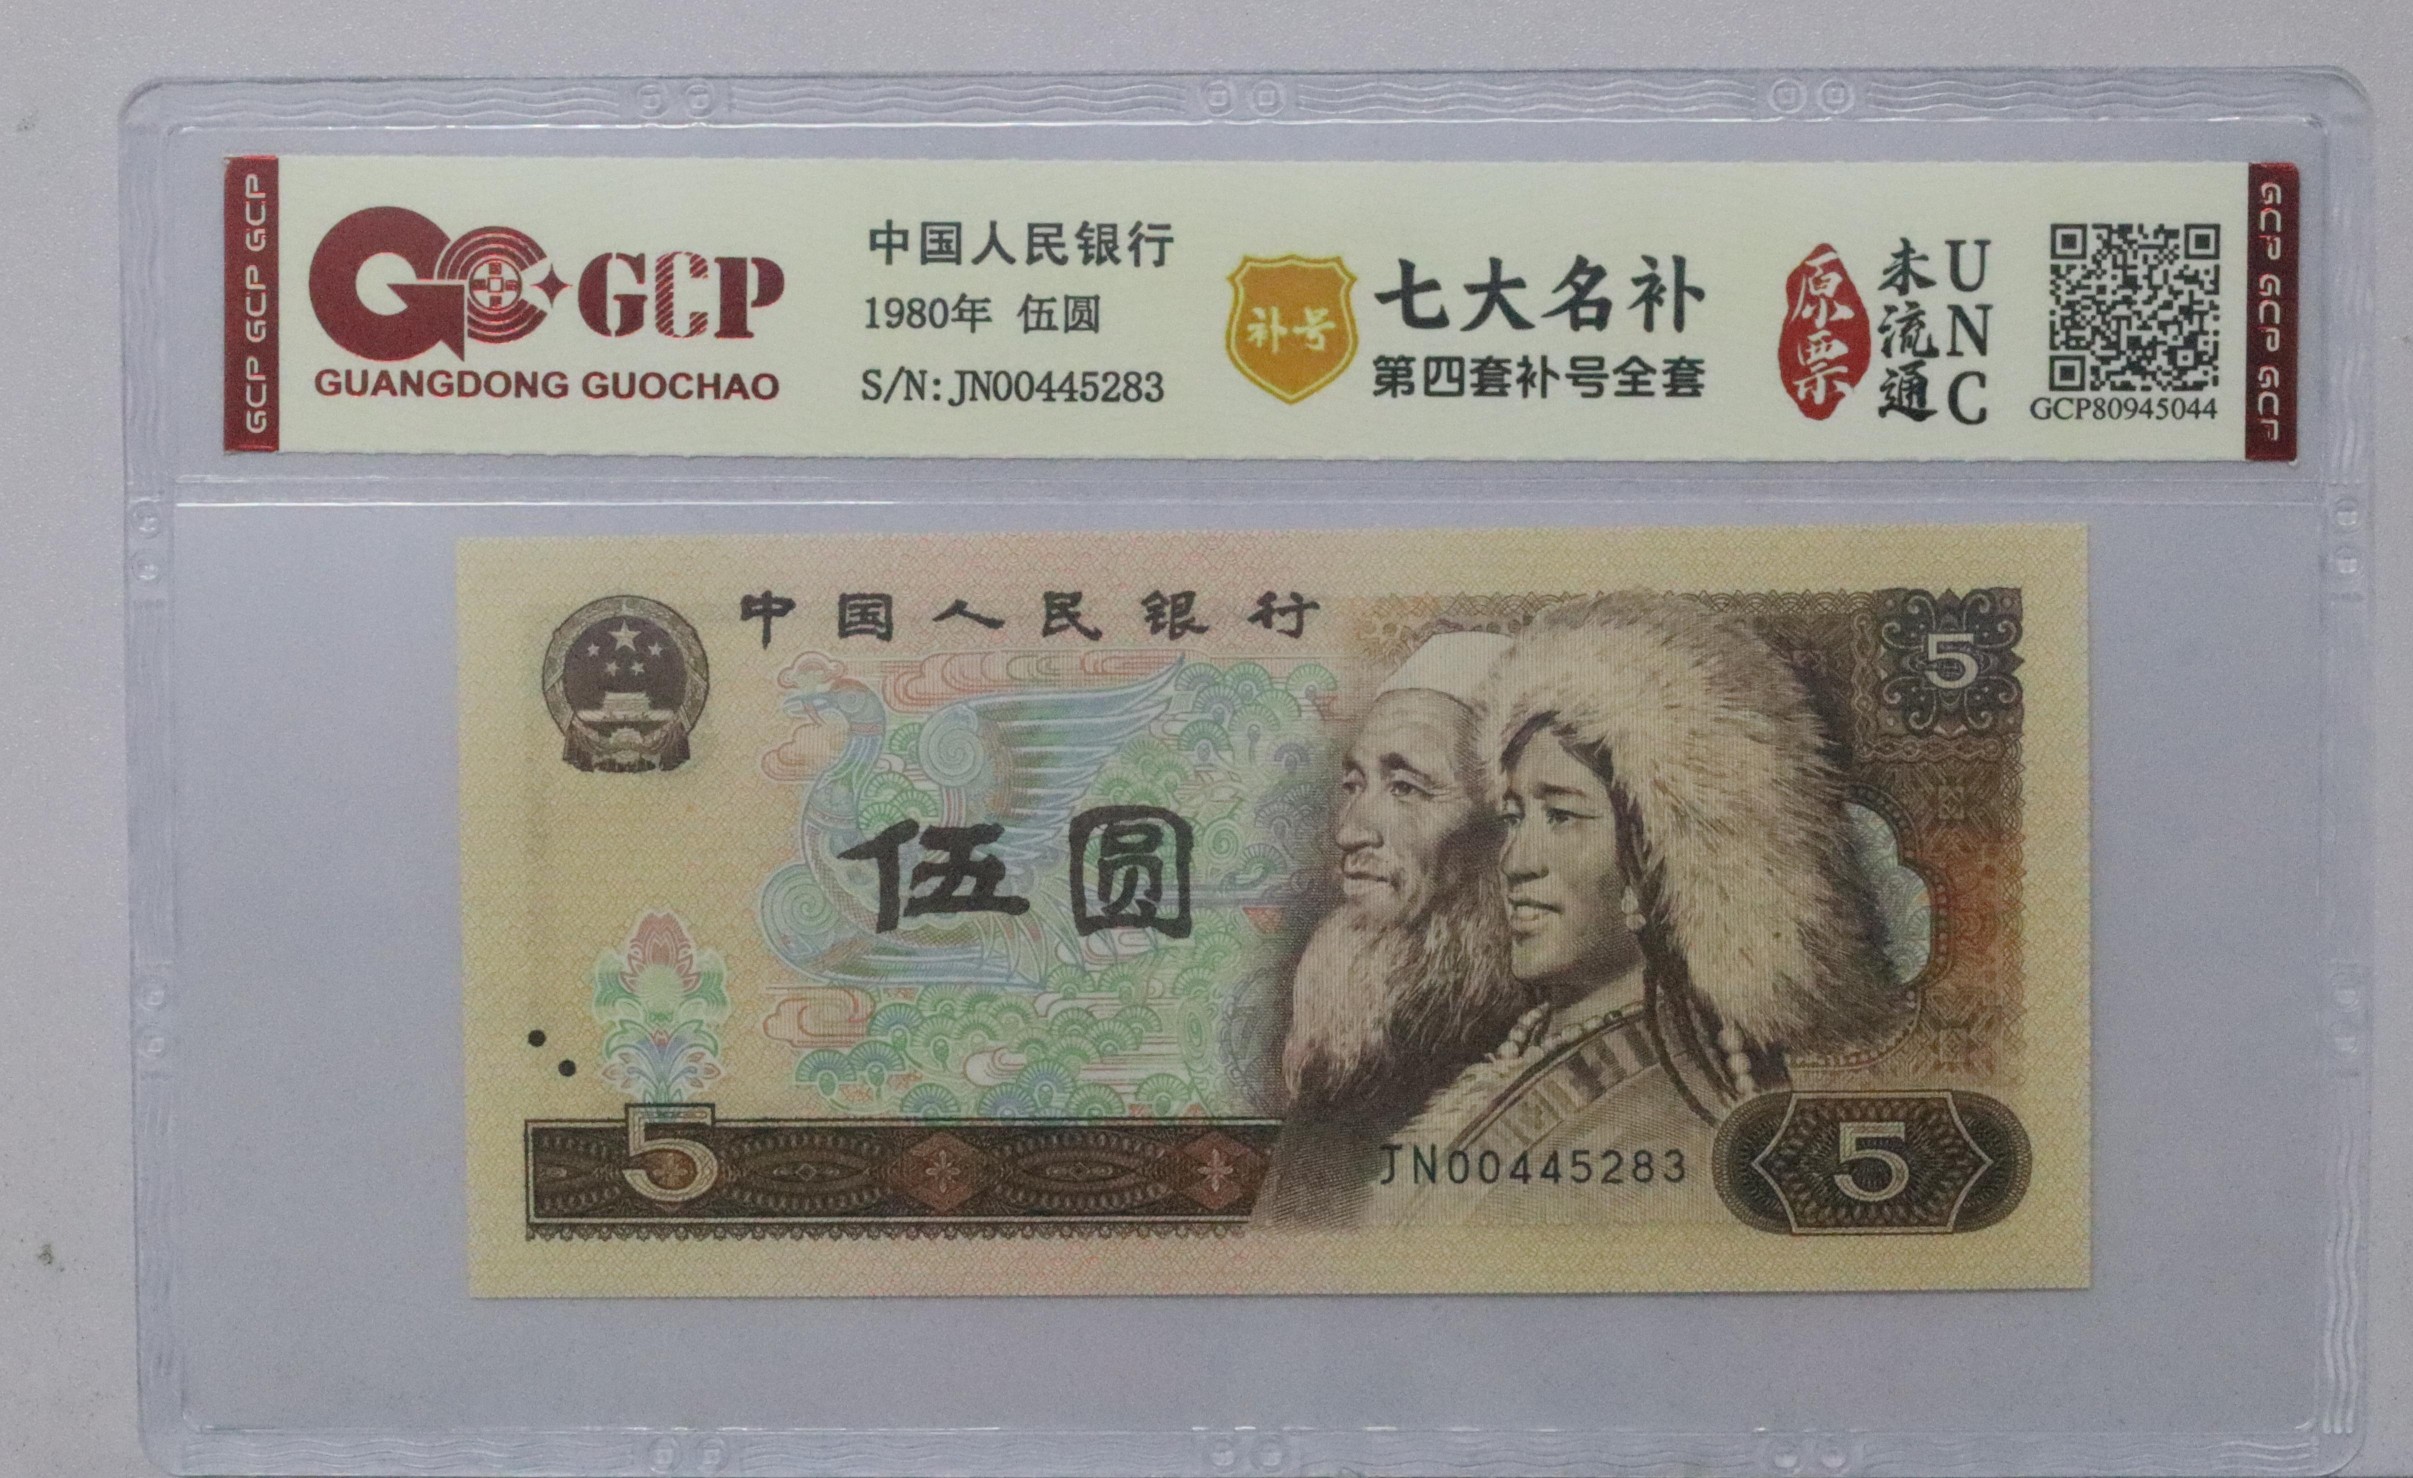 GCP GCP GCP
GCP
GUANGDONG GUOCHAO
中国人民银行
1980年 伍圆
S/N: JN00445283
补号
七大名补
第四套补号全套
原票
未流通
UNC
GCP80945044
GCP GCP GCP GCP
中国人民银行
5
伍圆
5
JN00445283
5